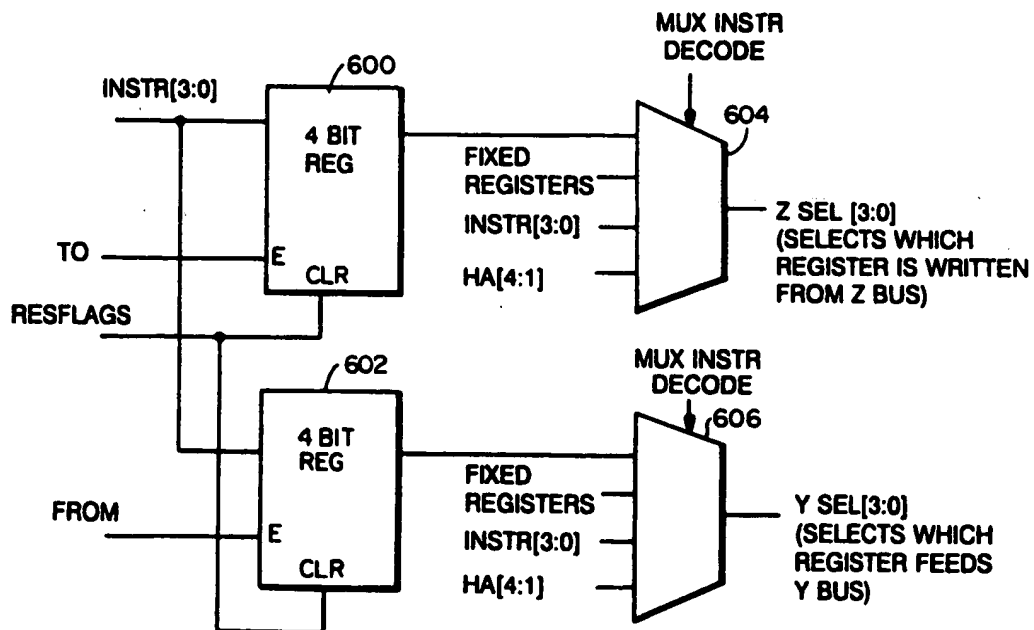 MUX INSTR
DECODE
600
INSTR[3:0]
604
4 BIT
REG
FIXED
REGISTERS
INSTR[3:0]
Z SEL [3:0]
(SELECTS WHICH
REGISTER IS WRITTEN
FROM Z BUS)
TO
E
CLR
HA[4:1]
RESFLAGS
602
MUX INSTR
DECODE
606
4 BIT
REG
FIXED
REGISTERS
FROM
E
INSTR[3:0]
Y SEL[3:0]
(SELECTS WHICH
REGISTER FEEDS
Y BUS)
CLR
HA[4:1]